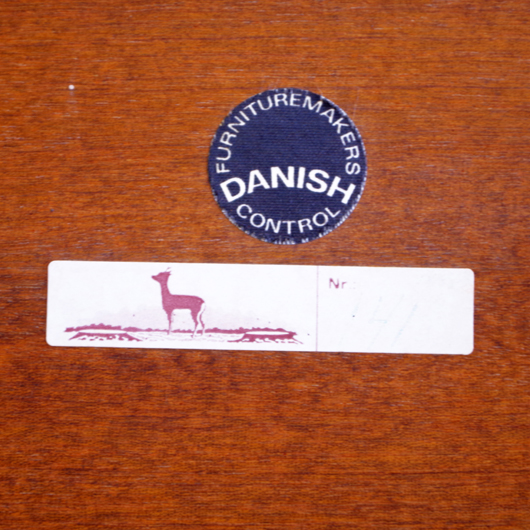 FURNITUREMAKERS
DANISH
CONTROL
Nr.